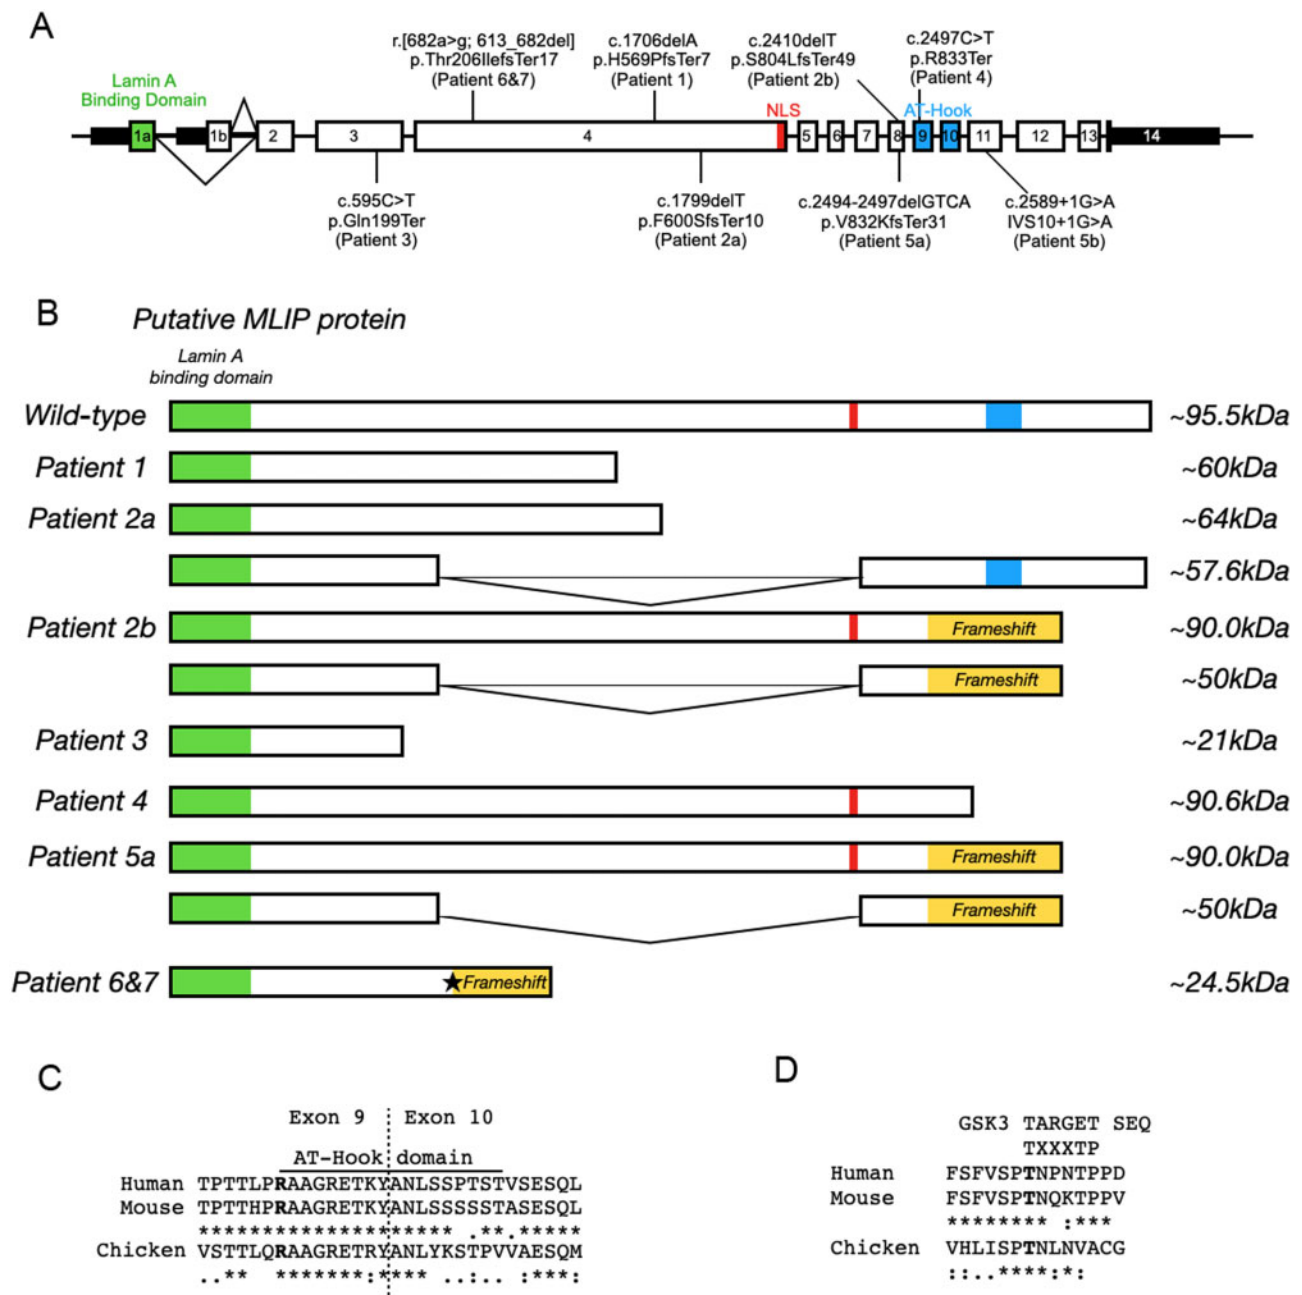 A
r.[682a>g; 613_682del]
p.Thr206IlefsTer17
(Patient 6&7)
c.1706delA
p.H569PfsTer7
(Patient 1)
c.2410delT
p.S804LfsTer49
(Patient 2b)
c.2497C>T
p.R833Ter
(Patient 4)
Lamin A
Binding Domain
NLS
AT-Hook
1a 1b 2 3 4 5 6 7 8 9 10 11 12 13 14
c.595C>T
p.Gln199Ter
(Patient 3)
c.1799delT
p.F600SfsTer10
(Patient 2a)
c.2494-2497delGTCA
p.V832KfsTer31
(Patient 5a)
c.2589+1G>A
IVS10+1G>A
(Patient 5b)
B
Putative MLIP protein
Lamin A
binding domain
Wild-type ~95.5kDa
Patient 1 ~60kDa
Patient 2a ~64kDa
~57.6kDa
Patient 2b Frameshift ~90.0kDa
Frameshift ~50kDa
Patient 3 ~21kDa
Patient 4 ~90.6kDa
Patient 5a Frameshift ~90.0kDa
Frameshift ~50kDa
Patient 6&7 ★Frameshift ~24.5kDa
C
Exon 9 Exon 10
AT-Hook domain
Human TPTTLPRAAGRETKYANLSSPTSTVSESQL
Mouse TPTTHPRAAGRETKYANLSSSSSTASESQL
******************** .**.*****
Chicken VSTTLQRAAGRETRYANLYKSTPVVAESQM
..** *******:**** ..:.. :***:
D
GSK3 TARGET SEQ
TXXXTP
Human FSFVSPTNPNTPPD
Mouse FSFVSPTNQKTPPV
******** :***
Chicken VHLISPTNLNVACG
::..****:*: